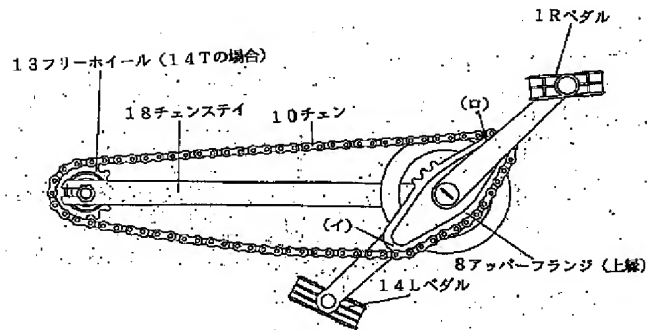 1Rペダル
13フリーホイール(14Tの場合)
18チェンステイ
10チェン
(ロ)
(イ)
8アッパーフランジ(上縁)
14Lペダル